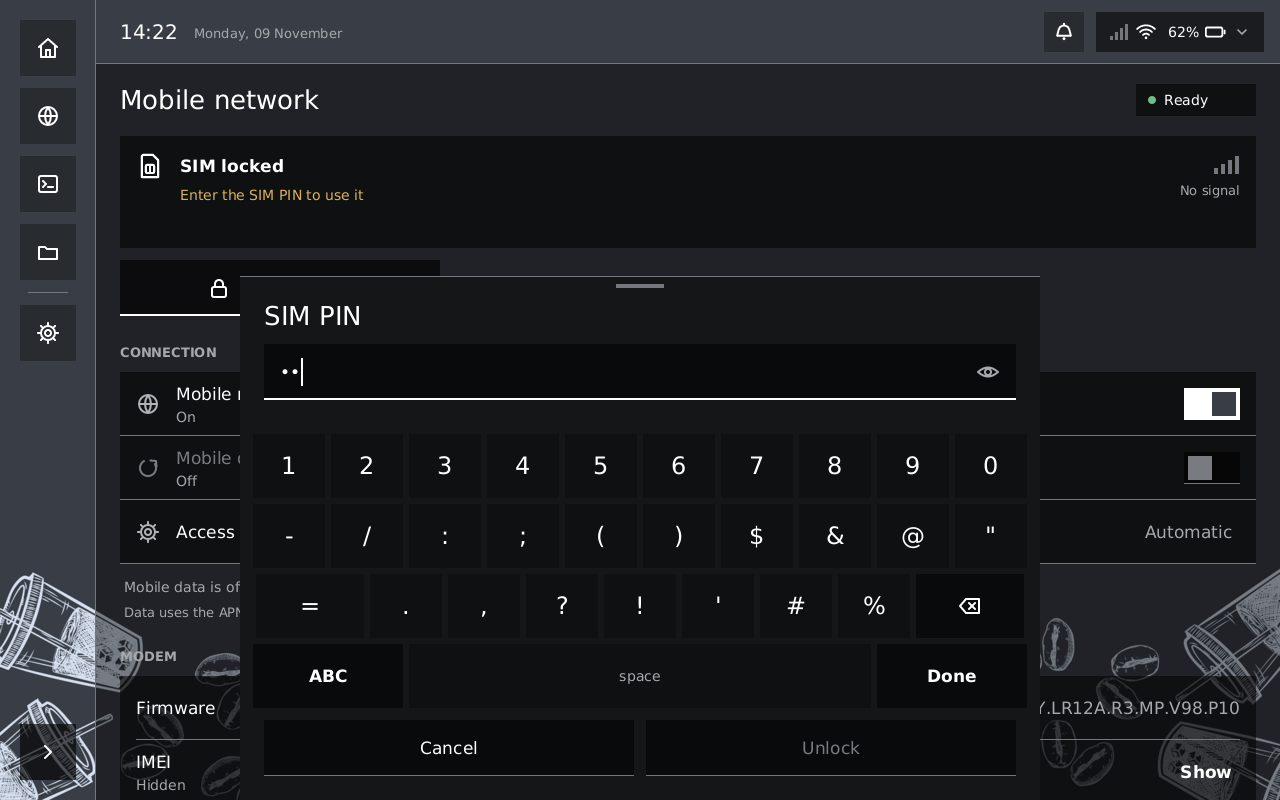 14:22 Monday, 09 November
62%
Mobile network
Ready
SIM locked
Enter the SIM PIN to use it
No signal
SIM PIN
••
CONNECTION
Mobile
On
Mobile
Off
Access
Automatic
Mobile data is of
Data uses the APN
MODEM
Firmware
.LR12A.R3.MP.V98.P10
IMEI
Hidden
Show
1 2 3 4 5 6 7 8 9 0
- / : ; ( ) $ & @ "
= . , ? ! ' # %
ABC space Done
Cancel Unlock